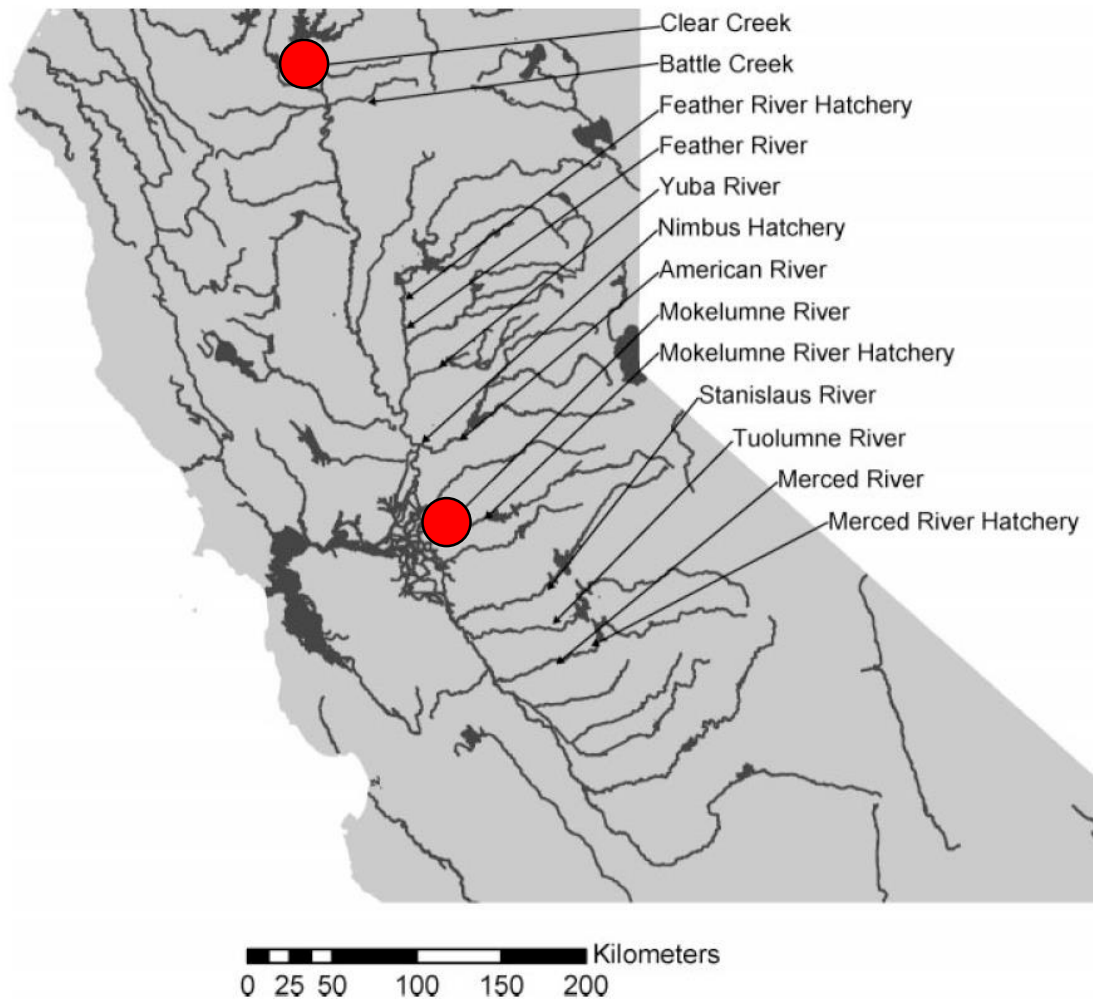 Clear Creek
Battle Creek
Feather River Hatchery
Feather River
Yuba River
Nimbus Hatchery
American River
Mokelumne River
Mokelumne River Hatchery
Stanislaus River
Tuolumne River
Merced River
Merced River Hatchery
Kilometers
0 25 50 100 150 200